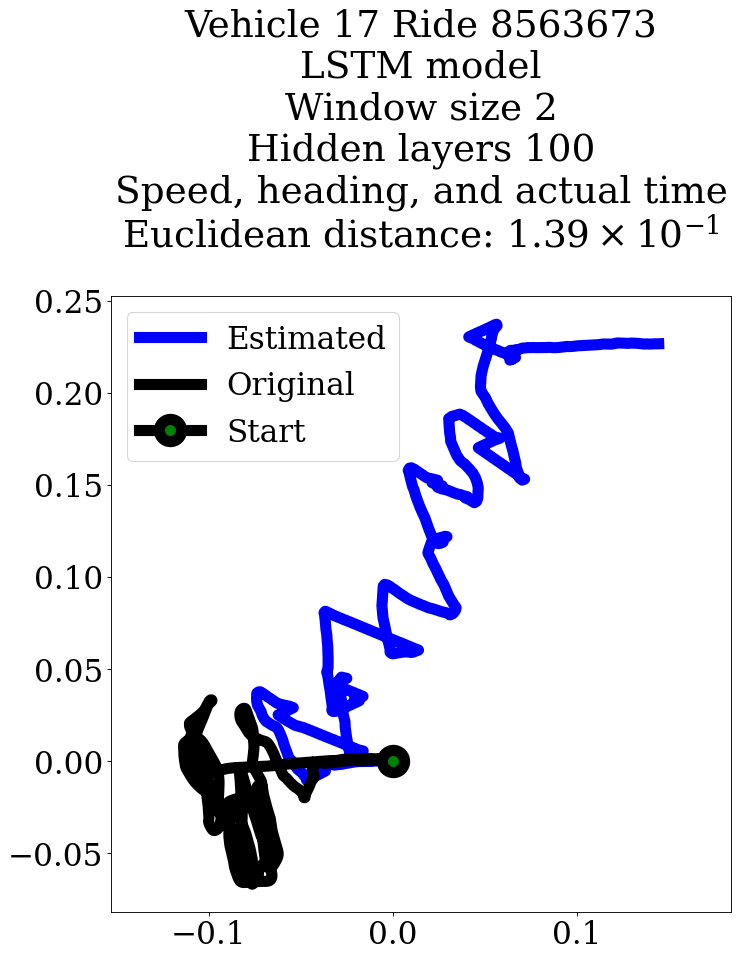 Vehicle 17 Ride 8563673
LSTM model
Window size 2
Hidden layers 100
Speed, heading, and actual time
Euclidean distance: 1.39 × 10⁻¹
0.25
0.20
0.15
0.10
0.05
0.00
−0.05
Estimated
Original
Start
−0.1
0.0
0.1